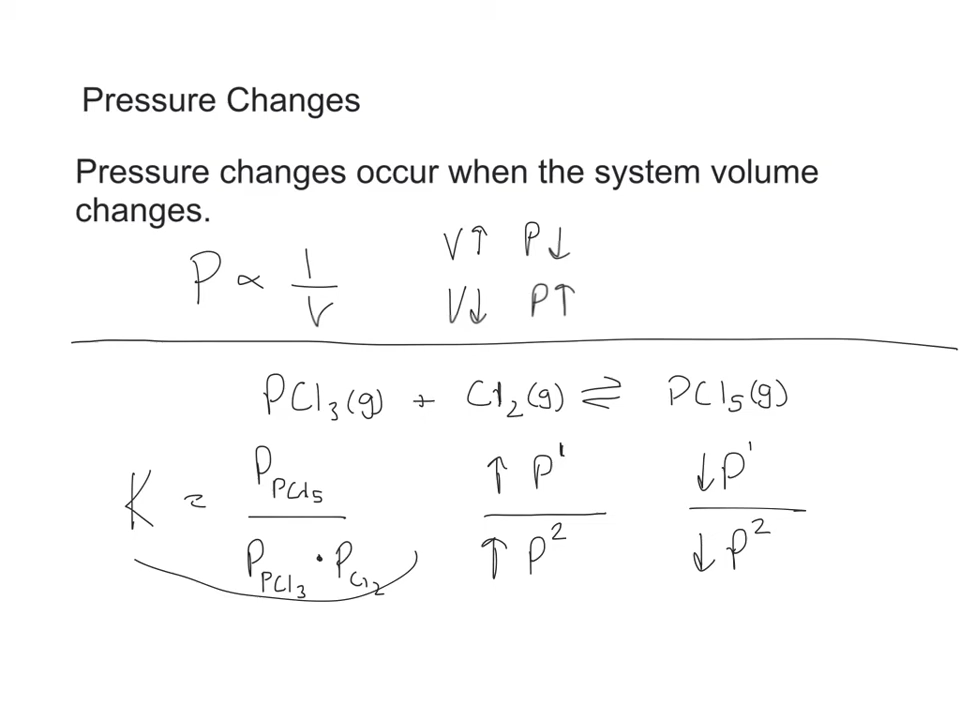 Pressure Changes
Pressure changes occur when the system volume
changes.
P ∝ 1/V
V↑ P↓
V↓ P↑
PCl₃(g) + Cl₂(g) ⇌ PCl₅(g)
K = P_PCl₅ / P_PCl₃ · P_Cl₂
↑ P¹ / ↑ P²
↓ P¹ / ↓ P²